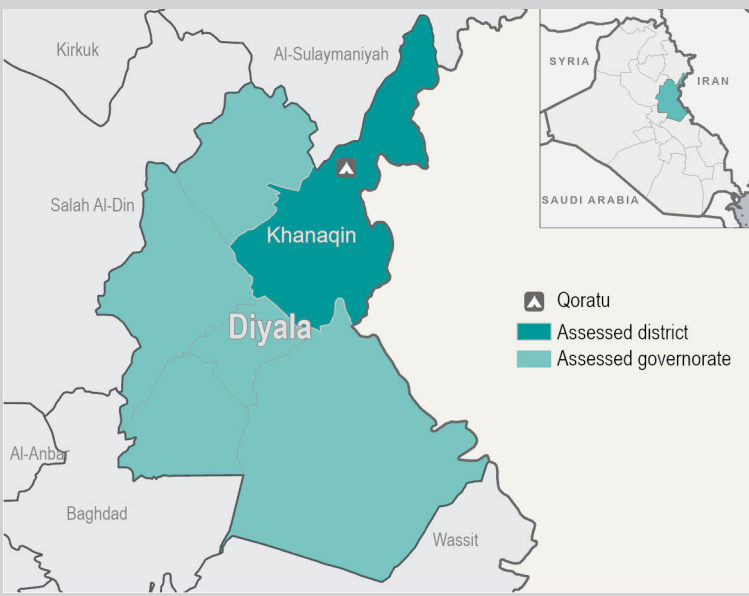 Kirkuk
Al-Sulaymaniyah
SYRIA
IRAN
SAUDI ARABIA
Salah Al-Din
Khanaqin
Diyala
Qoratu
Assessed district
Assessed governorate
Al-Anbar
Baghdad
Wassit